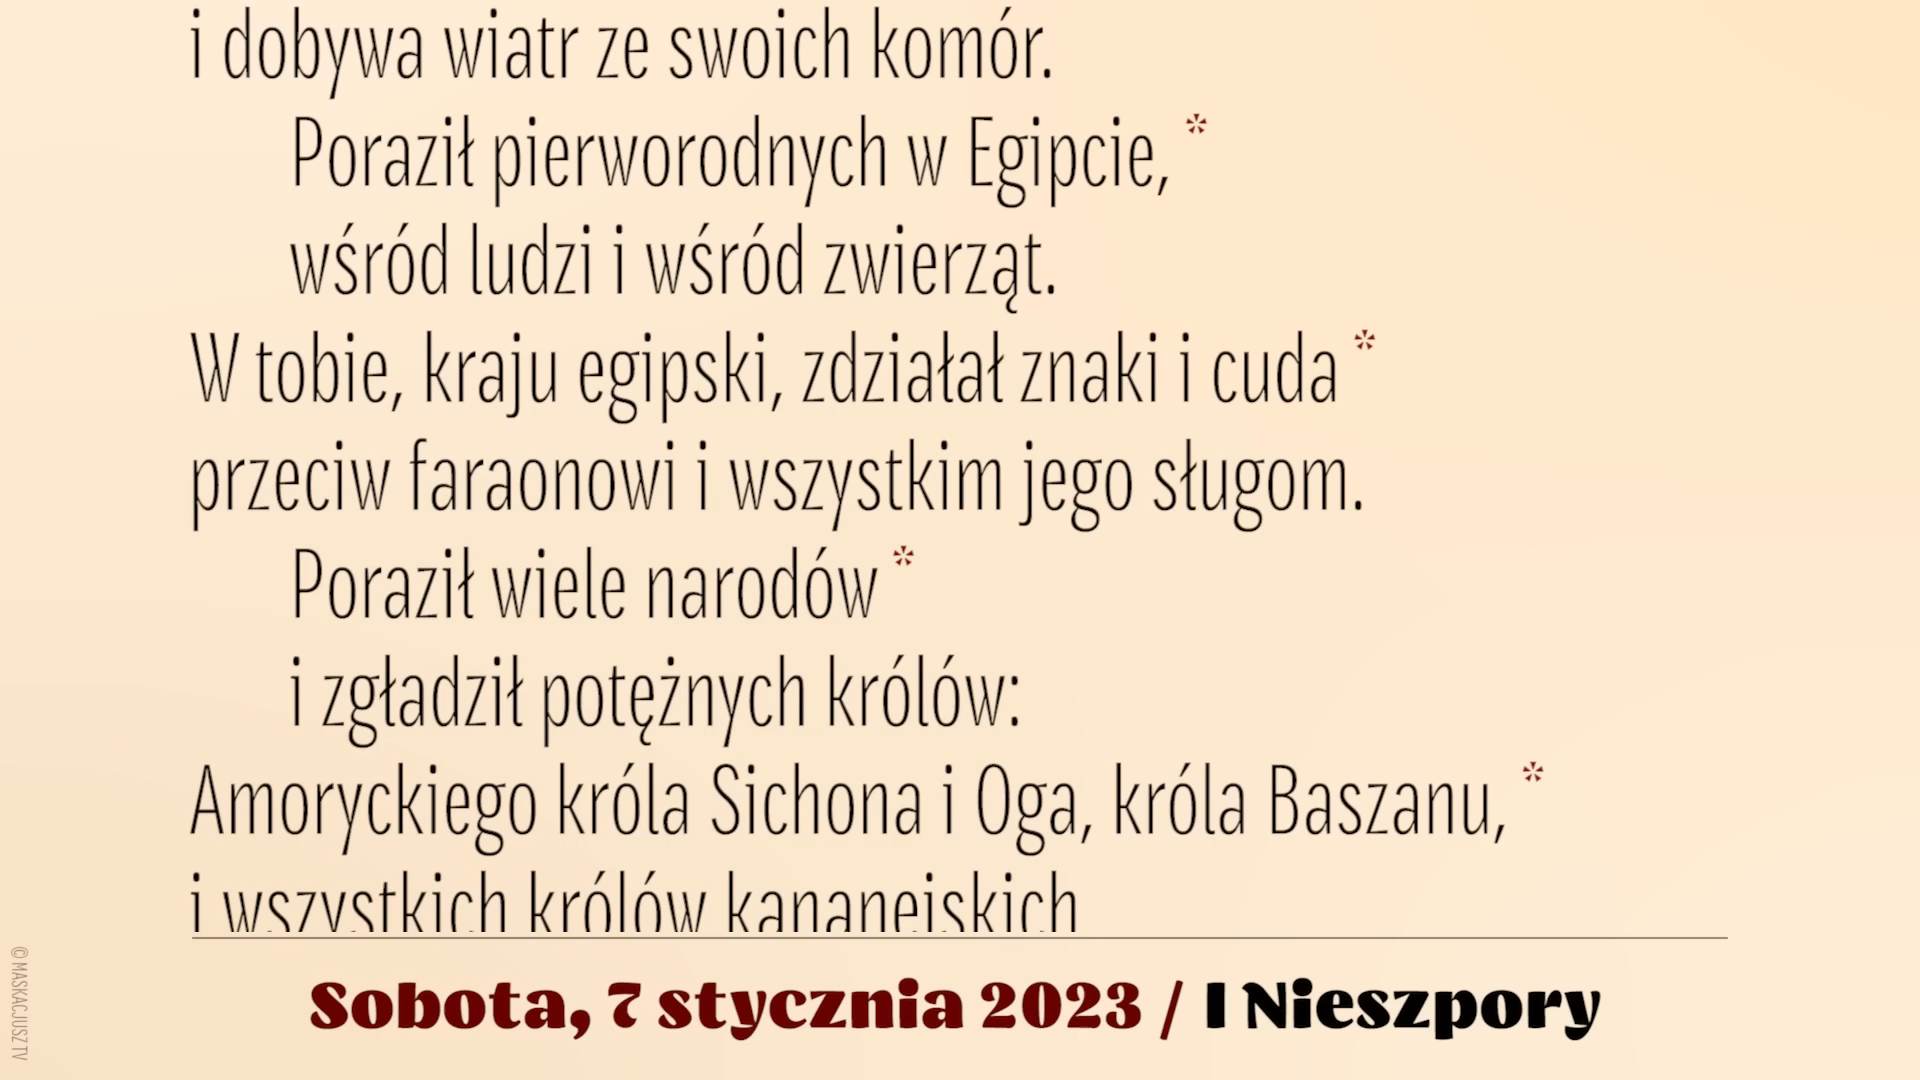 i dobywa wiatr ze swoich komór.
Poraził pierworodnych w Egipcie, *
wśród ludzi i wśród zwierząt.
W tobie, kraju egipski, zdziałał znaki i cuda *
przeciw faraonowi i wszystkim jego sługom.
Poraził wiele narodów *
i zgładził potężnych królów:
Amoryckiego króla Sichona i Oga, króla Baszanu, *
i wszystkich królów kananejskich
Sobota, 7 stycznia 2023 / I Nieszpory
© MASKACJUSZ TV